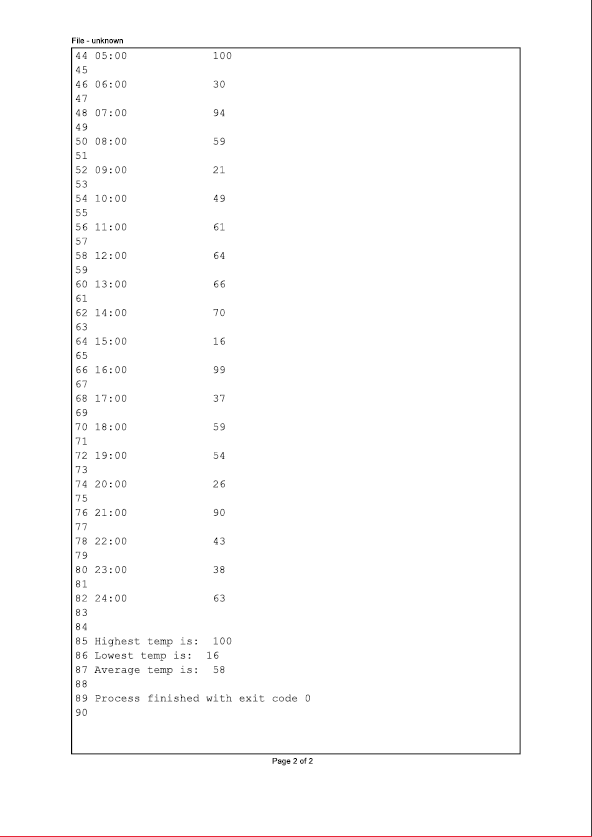 File - unknown
44 05:00 100
45
46 06:00 30
47
48 07:00 94
49
50 08:00 59
51
52 09:00 21
53
54 10:00 49
55
56 11:00 61
57
58 12:00 64
59
60 13:00 66
61
62 14:00 70
63
64 15:00 16
65
66 16:00 99
67
68 17:00 37
69
70 18:00 59
71
72 19:00 54
73
74 20:00 26
75
76 21:00 90
77
78 22:00 43
79
80 23:00 38
81
82 24:00 63
83
84
85 Highest temp is: 100
86 Lowest temp is: 16
87 Average temp is: 58
88
89 Process finished with exit code 0
90
Page 2 of 2